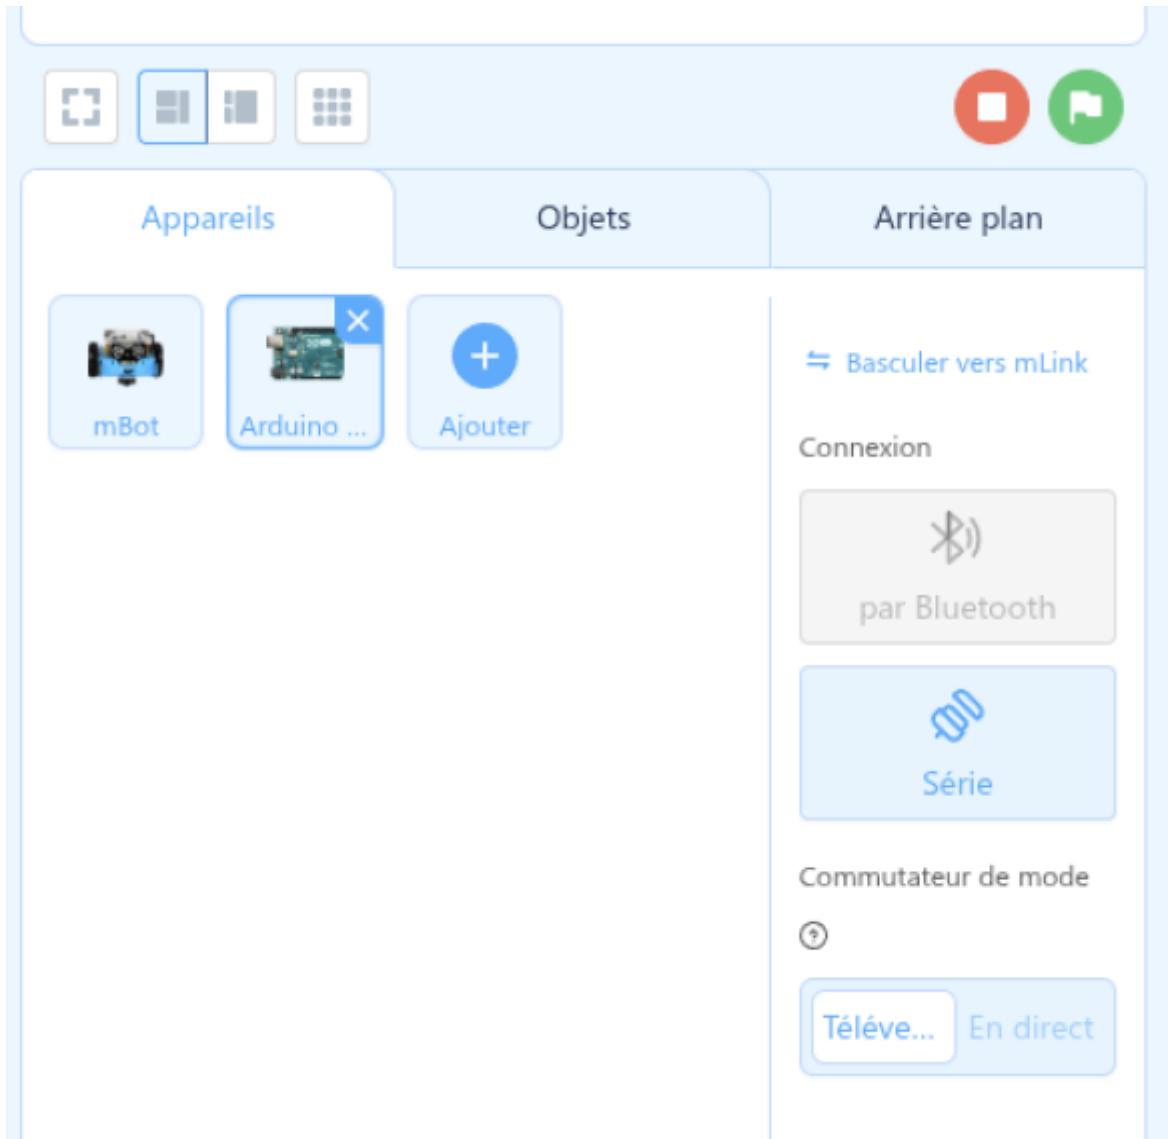 Appareils
Objets
Arrière plan
mBot
Arduino ...
Ajouter
Basculer vers mLink
Connexion
par Bluetooth
Série
Commutateur de mode
?
Téléve...
En direct